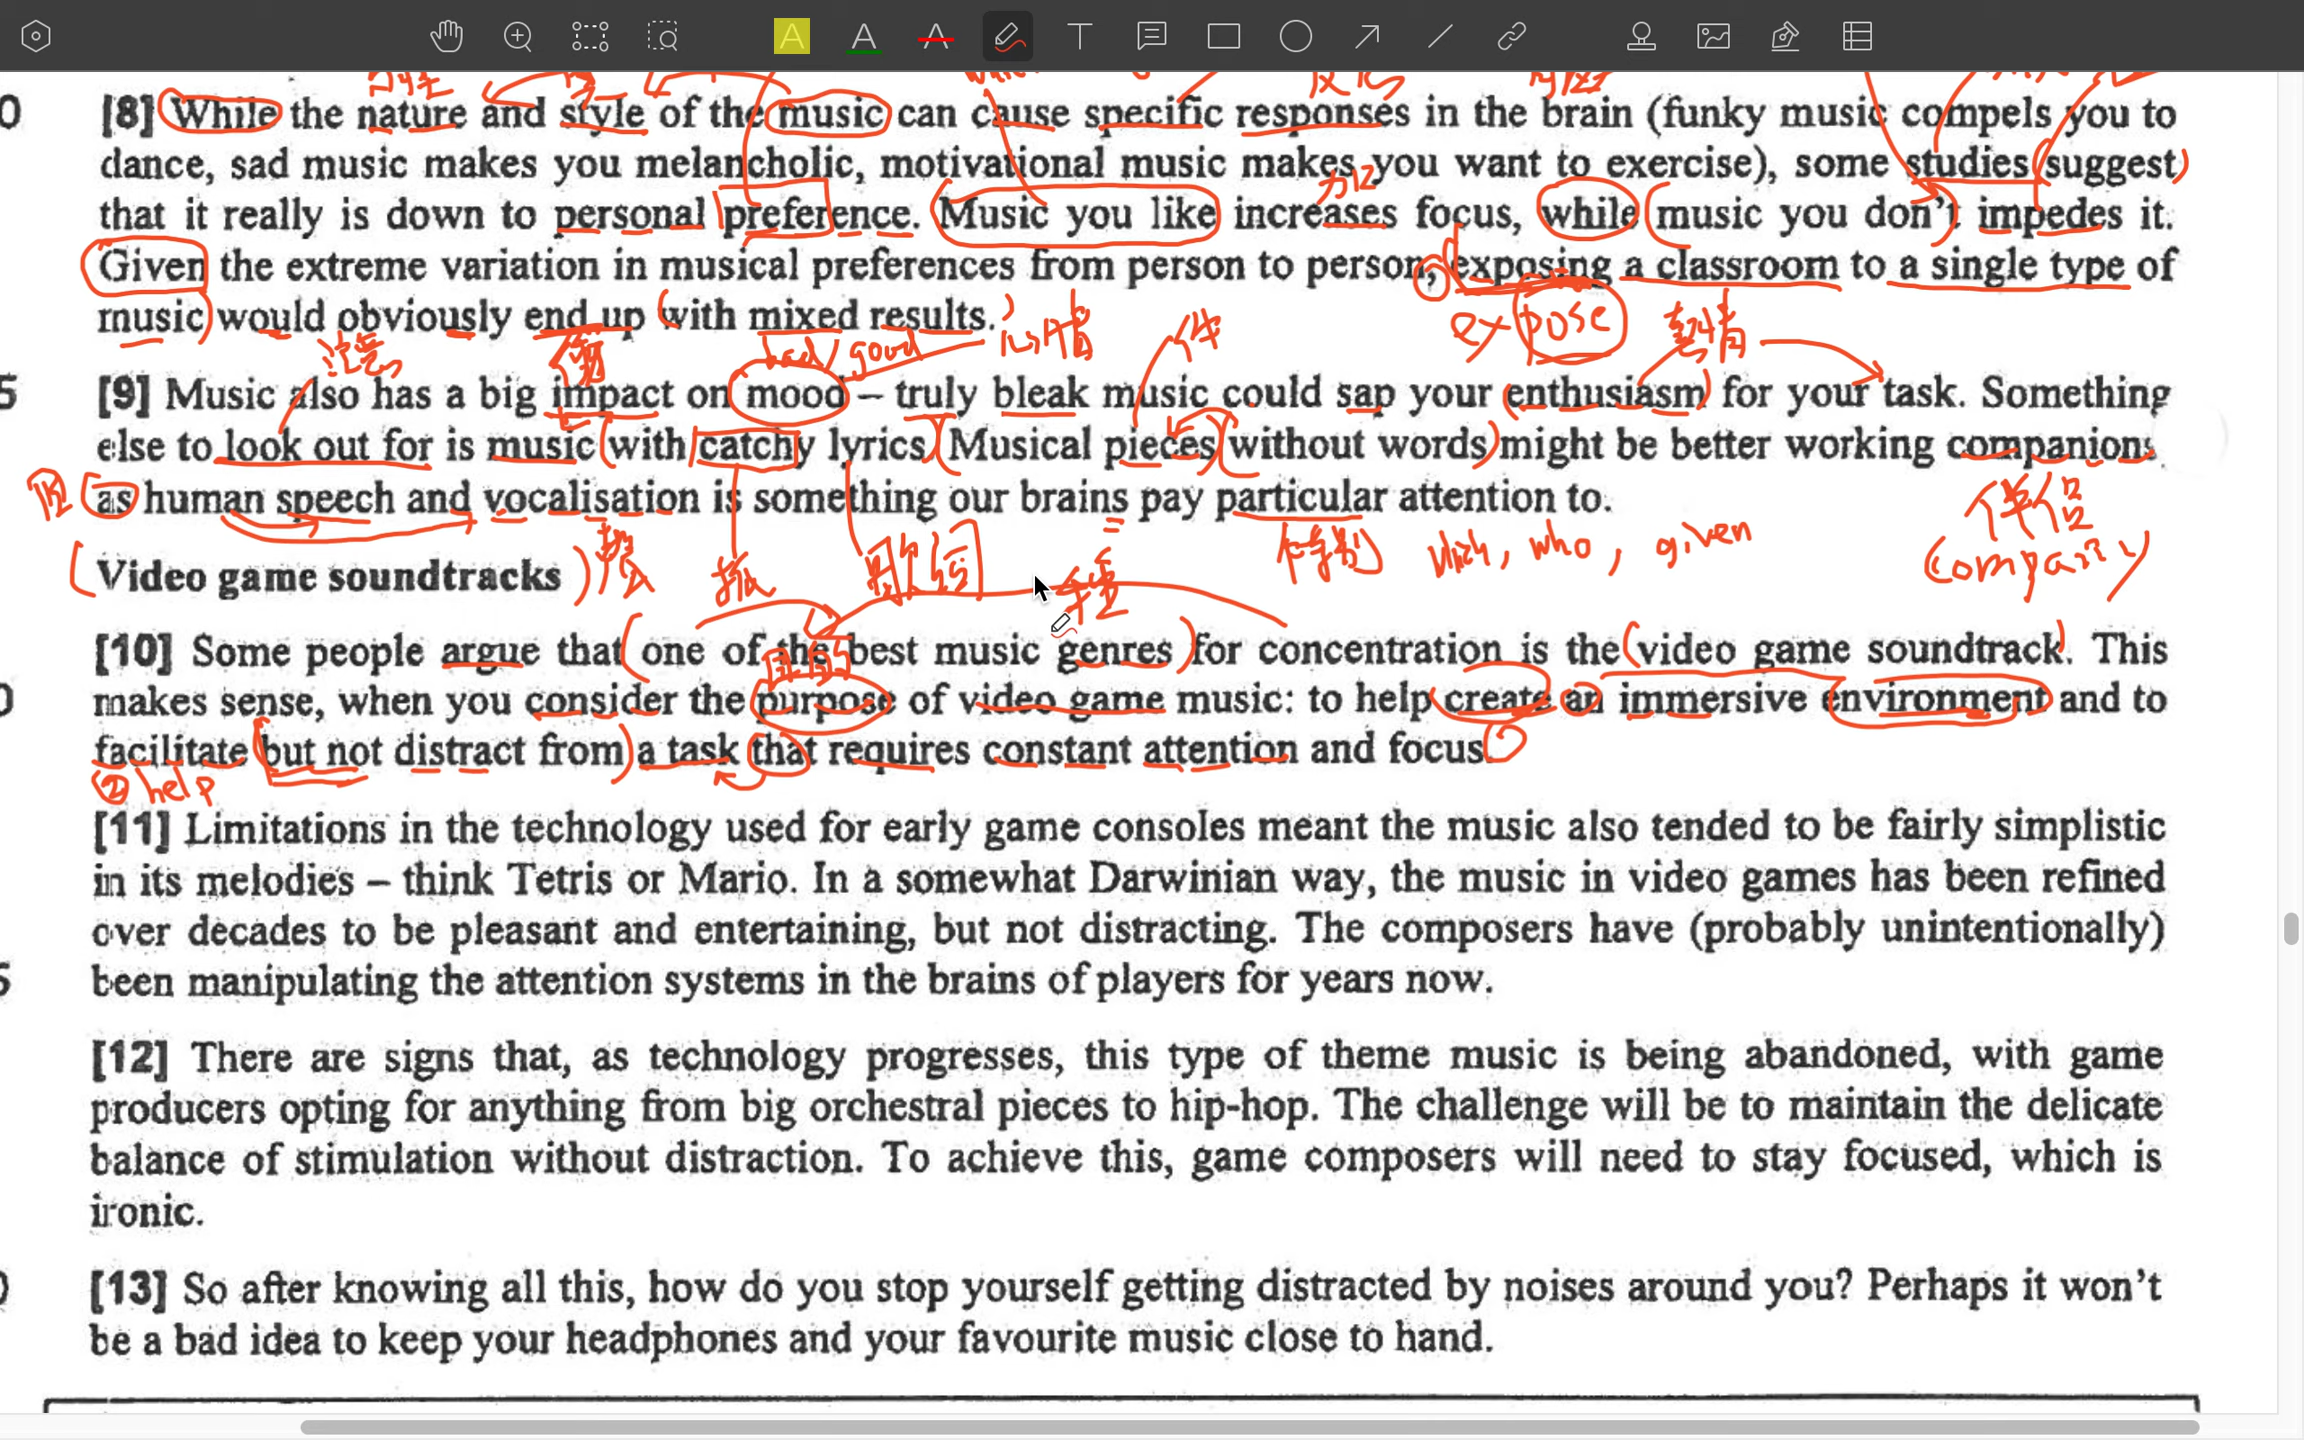 [8] While the nature and style of the music can cause specific responses in the brain (funky music compels you to
dance, sad music makes you melancholic, motivational music makes you want to exercise), some studies suggest
that it really is down to personal preference. Music you like increases focus, while music you don't impedes it.
Given the extreme variation in musical preferences from person to person, exposing a classroom to a single type of
music would obviously end up with mixed results.
expose
bad / good
[9] Music also has a big impact on mood – truly bleak music could sap your enthusiasm for your task. Something
else to look out for is music with catchy lyrics. Musical pieces without words might be better working companions
as human speech and vocalisation is something our brains pay particular attention to.
特别 which, who, given
伴侣
(company)
Video game soundtracks
歌词
[10] Some people argue that one of the best music genres for concentration is the video game soundtrack. This
目的
makes sense, when you consider the purpose of video game music: to help create an immersive environment and to
facilitate but not distract from a task that requires constant attention and focus.
② help
[11] Limitations in the technology used for early game consoles meant the music also tended to be fairly simplistic
in its melodies – think Tetris or Mario. In a somewhat Darwinian way, the music in video games has been refined
over decades to be pleasant and entertaining, but not distracting. The composers have (probably unintentionally)
been manipulating the attention systems in the brains of players for years now.
[12] There are signs that, as technology progresses, this type of theme music is being abandoned, with game
producers opting for anything from big orchestral pieces to hip-hop. The challenge will be to maintain the delicate
balance of stimulation without distraction. To achieve this, game composers will need to stay focused, which is
ironic.
[13] So after knowing all this, how do you stop yourself getting distracted by noises around you? Perhaps it won't
be a bad idea to keep your headphones and your favourite music close to hand.